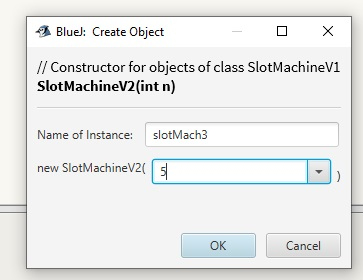 BlueJ: Create Object
// Constructor for objects of class SlotMachineV1
SlotMachineV2(int n)
Name of Instance: slotMach3
new SlotMachineV2( 5 )
OK Cancel